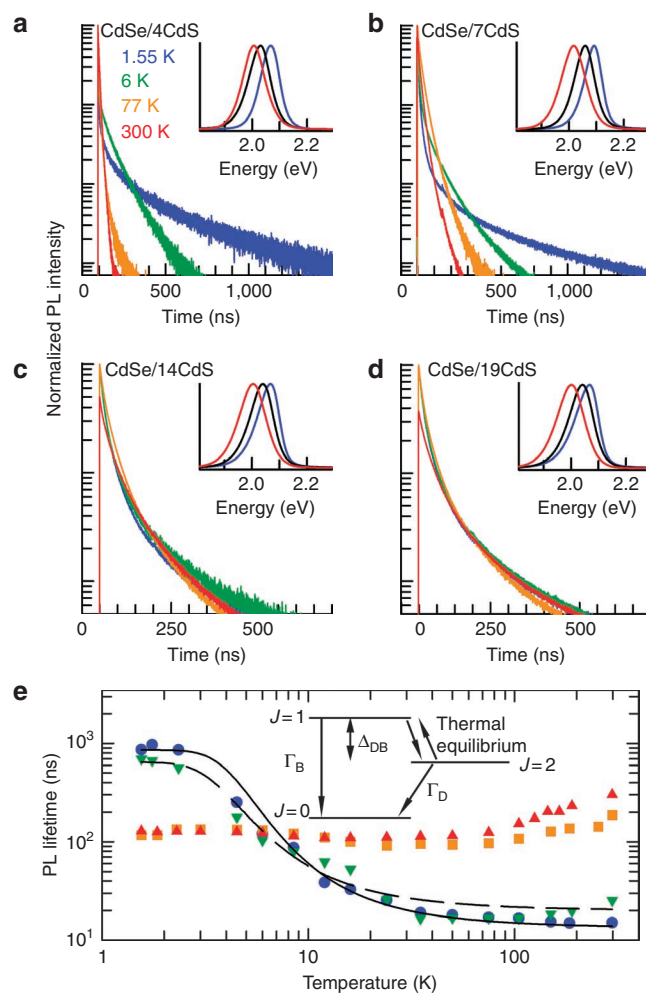 a
CdSe/4CdS
1.55 K
6 K
77 K
300 K
2.0 2.2
Energy (eV)
500 1,000
Time (ns)
b
CdSe/7CdS
2.0 2.2
Energy (eV)
500 1,000
Time (ns)
Normalized PL intensity
c
CdSe/14CdS
2.0 2.2
Energy (eV)
250 500
Time (ns)
d
CdSe/19CdS
2.0 2.2
Energy (eV)
0 250 500
Time (ns)
e
PL lifetime (ns)
10³
10²
10¹
J=1
Δ_DB
Thermal
equilibrium
J=2
Γ_B
Γ_D
J=0
1 10 100
Temperature (K)